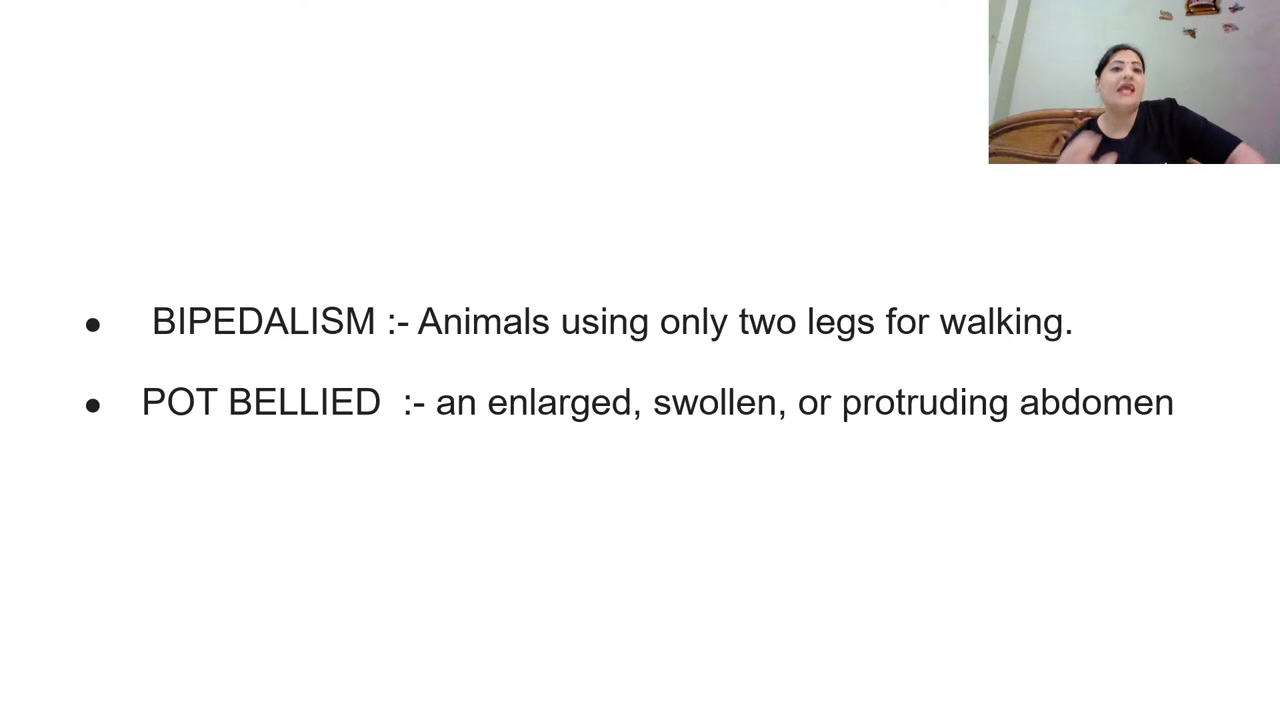 ● BIPEDALISM :- Animals using only two legs for walking.
● POT BELLIED :- an enlarged, swollen, or protruding abdomen